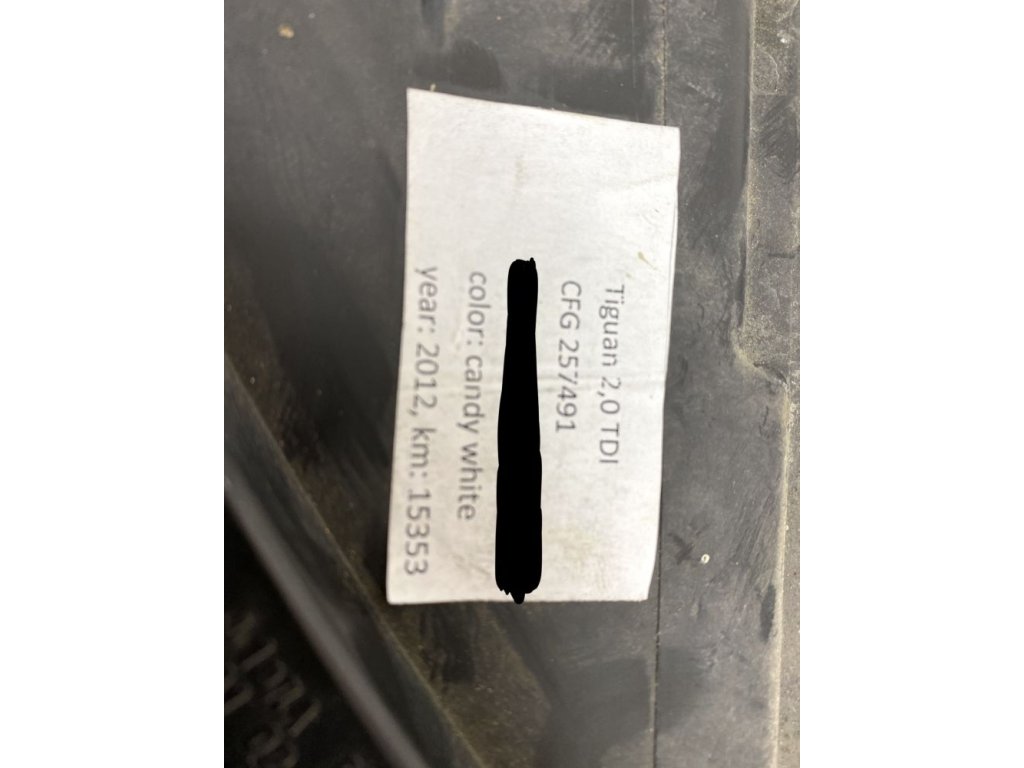 Tiguan 2,0 TDI
CFG 257491
color: candy white
year: 2012, km: 15353